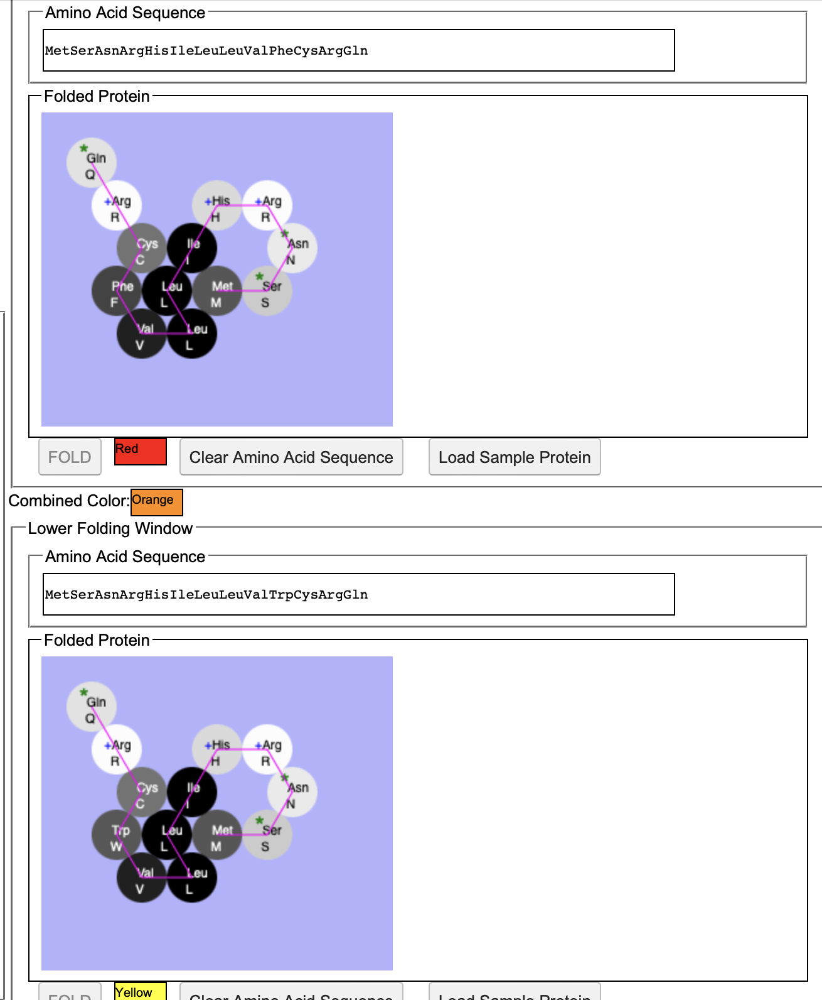 Amino Acid Sequence
MetSerAsnArgHisIleLeuLeuValPheCysArgGln
Folded Protein
* Gln
Q
+Arg +His +Arg
R H R
Cys Ile * Asn
C I N
Phe Leu Met * Ser
F L M S
Val Leu
V L
FOLD Red Clear Amino Acid Sequence Load Sample Protein
Combined Color: Orange
Lower Folding Window
Amino Acid Sequence
MetSerAsnArgHisIleLeuLeuValTrpCysArgGln
Folded Protein
* Gln
Q
+Arg +His +Arg
R H R
Cys Ile * Asn
C I N
Trp Leu Met * Ser
W L M S
Val Leu
V L
FOLD Yellow Clear Amino Acid Sequence Load Sample Protein